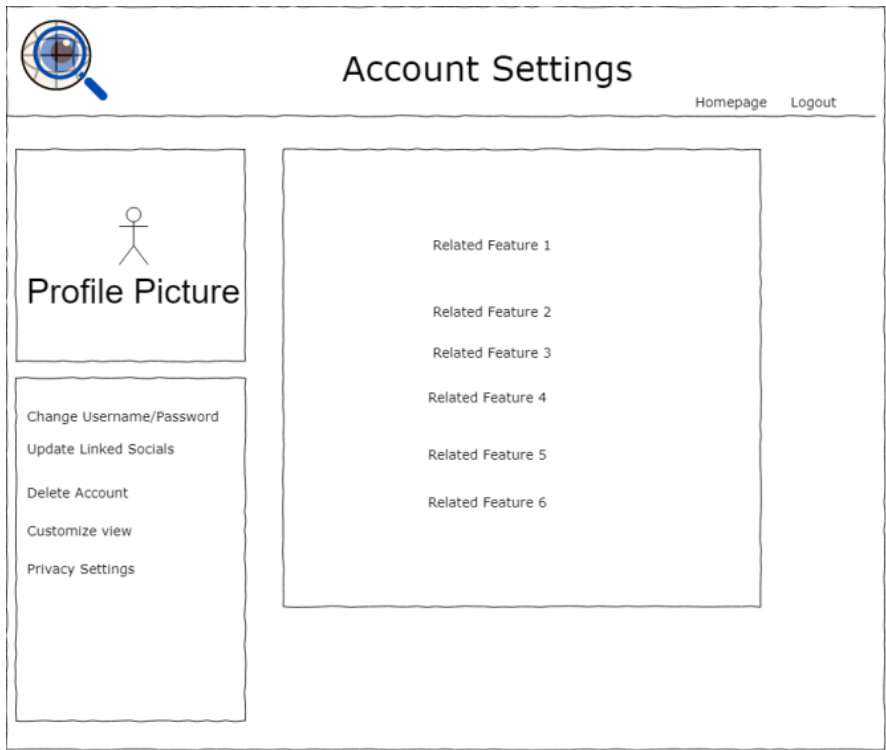 Account Settings
Homepage Logout
Profile Picture
Change Username/Password
Update Linked Socials
Delete Account
Customize view
Privacy Settings
Related Feature 1
Related Feature 2
Related Feature 3
Related Feature 4
Related Feature 5
Related Feature 6